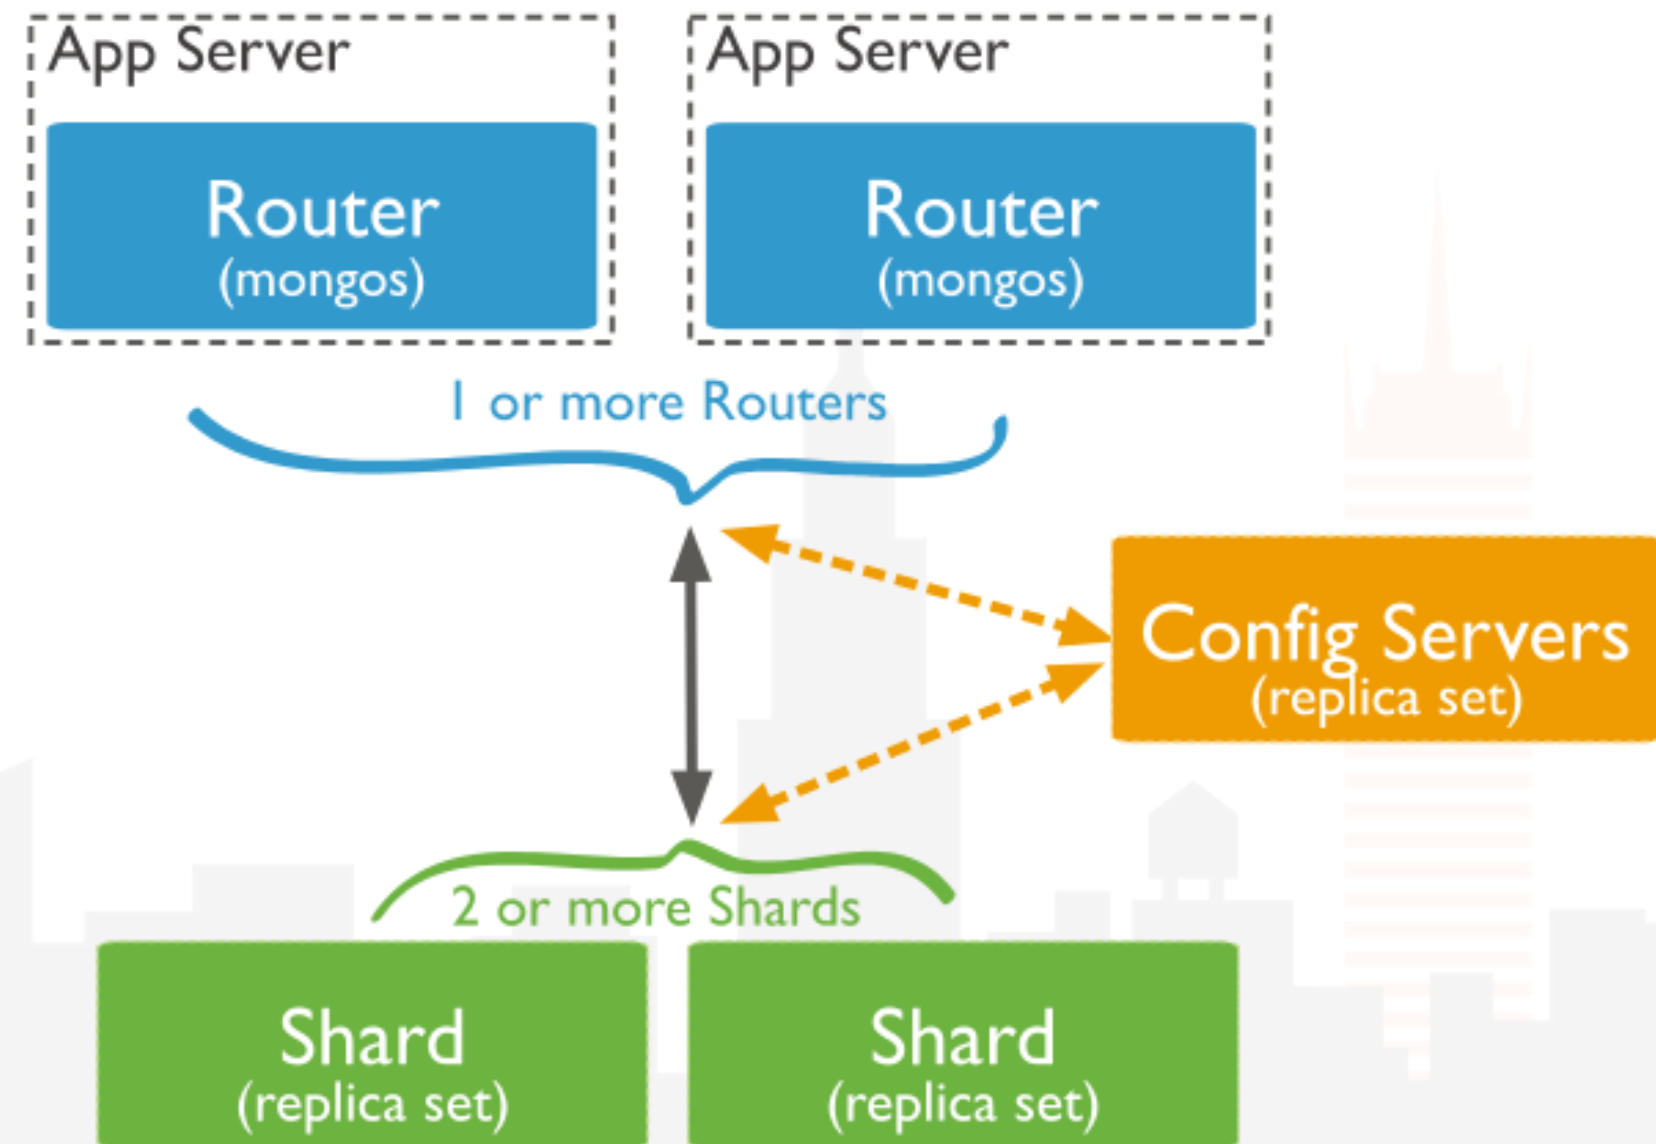 App Server
App Server
Router
(mongos)
Router
(mongos)
1 or more Routers
Config Servers
(replica set)
2 or more Shards
Shard
(replica set)
Shard
(replica set)